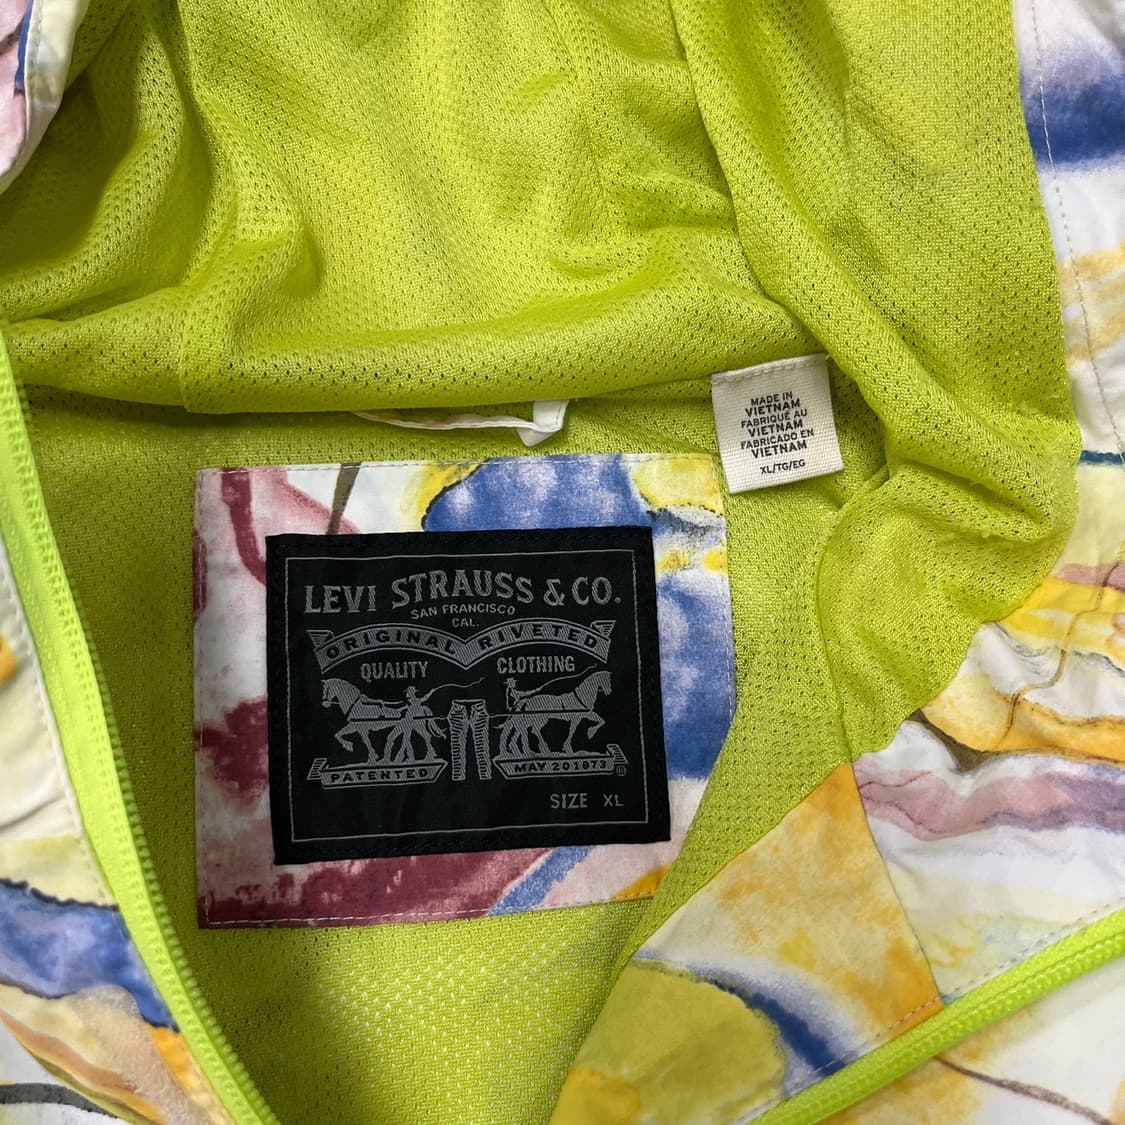 MADE IN
VIETNAM
FABRIQUÉ AU
VIETNAM
FABRICADO EN
VIETNAM
XL/TG/EG
LEVI STRAUSS & CO.
SAN FRANCISCO
CAL.
ORIGINAL RIVETED
QUALITY CLOTHING
PATENTED MAY 20 1873 ®
SIZE XL